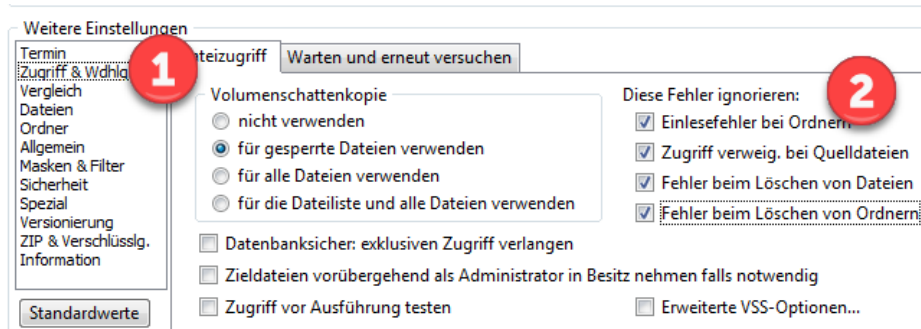 Weitere Einstellungen
Termin
Zugriff & Wdhlg
Vergleich
Dateien
Ordner
Allgemein
Masken & Filter
Sicherheit
Spezial
Versionierung
ZIP & Verschlüsslg.
Information
Standardwerte
1
teizugriff
Warten und erneut versuchen
Volumenschattenkopie
nicht verwenden
für gesperrte Dateien verwenden
für alle Dateien verwenden
für die Dateiliste und alle Dateien verwenden
Diese Fehler ignorieren:
2
Einlesefehler bei Ordnern
Zugriff verweig. bei Quelldateien
Fehler beim Löschen von Dateien
Fehler beim Löschen von Ordnern
Datenbanksicher: exklusiven Zugriff verlangen
Zieldateien vorübergehend als Administrator in Besitz nehmen falls notwendig
Zugriff vor Ausführung testen
Erweiterte VSS-Optionen...